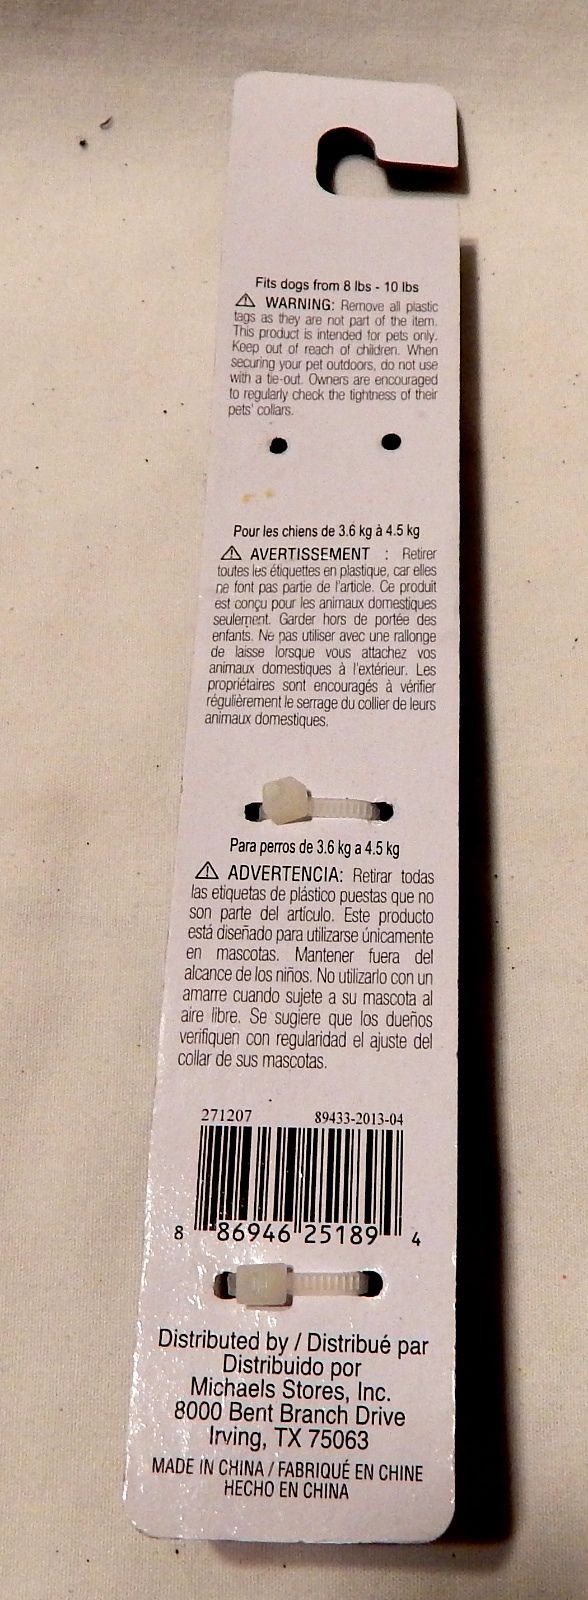 Fits dogs from 8 lbs - 10 lbs
⚠ WARNING: Remove all plastic
tags as they are not part of the item.
This product is intended for pets only.
Keep out of reach of children. When
securing your pet outdoors, do not use
with a tie-out. Owners are encouraged
to regularly check the tightness of their
pets' collars.
Pour les chiens de 3.6 kg à 4.5 kg
⚠ AVERTISSEMENT : Retirer
toutes les étiquettes en plastique, car elles
ne font pas partie de l'article. Ce produit
est conçu pour les animaux domestiques
seulement. Garder hors de portée des
enfants. Ne pas utiliser avec une rallonge
de laisse lorsque vous attachez vos
animaux domestiques à l'extérieur. Les
propriétaires sont encouragés à vérifier
régulièrement le serrage du collier de leurs
animaux domestiques.
Para perros de 3.6 kg a 4.5 kg
⚠ ADVERTENCIA: Retirar todas
las etiquetas de plástico puestas que no
son parte del artículo. Este producto
está diseñado para utilizarse únicamente
en mascotas. Mantener fuera del
alcance de los niños. No utilizarlo con un
amarre cuando sujete a su mascota al
aire libre. Se sugiere que los dueños
verifiquen con regularidad el ajuste del
collar de sus mascotas.
271207 89433-2013-04
8 86946 25189 4
Distributed by / Distribué par
Distribuido por
Michaels Stores, Inc.
8000 Bent Branch Drive
Irving, TX 75063
MADE IN CHINA / FABRIQUÉ EN CHINE
HECHO EN CHINA